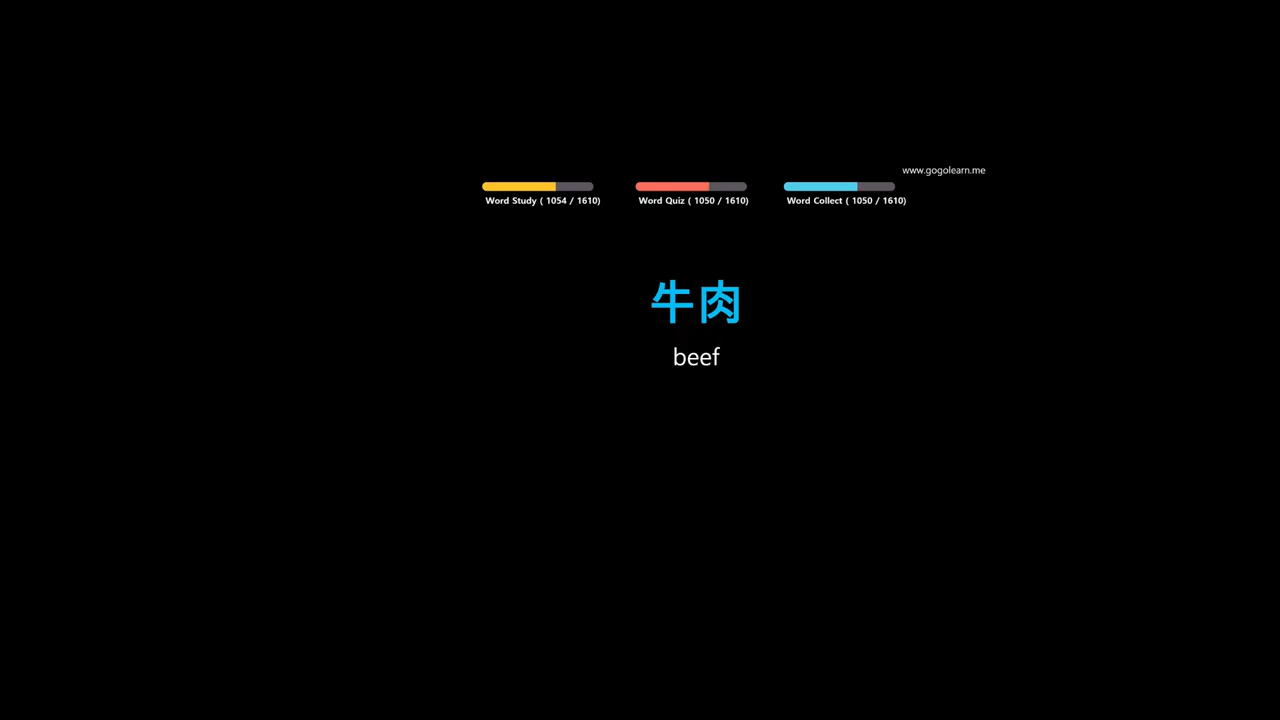 www.gogolearn.me
Word Study ( 1054 / 1610)
Word Quiz ( 1050 / 1610)
Word Collect ( 1050 / 1610)
牛肉
beef